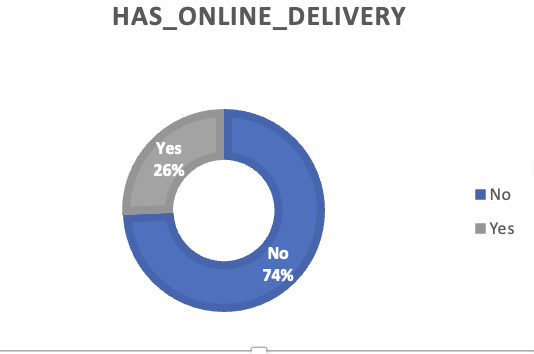 HAS_ONLINE_DELIVERY
Yes
26%
No
74%
No
Yes